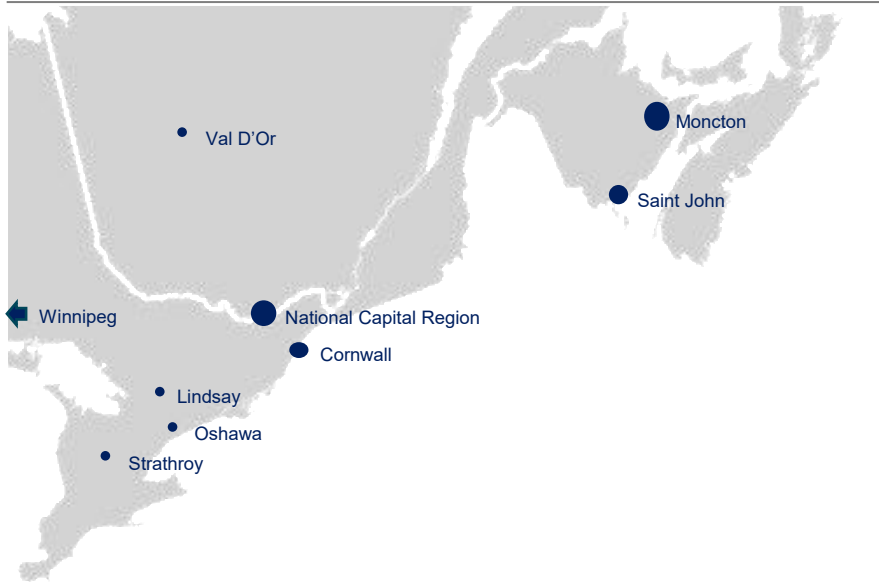 Moncton
Val D’Or
Saint John
Winnipeg
National Capital Region
Cornwall
Lindsay
Oshawa
Strathroy